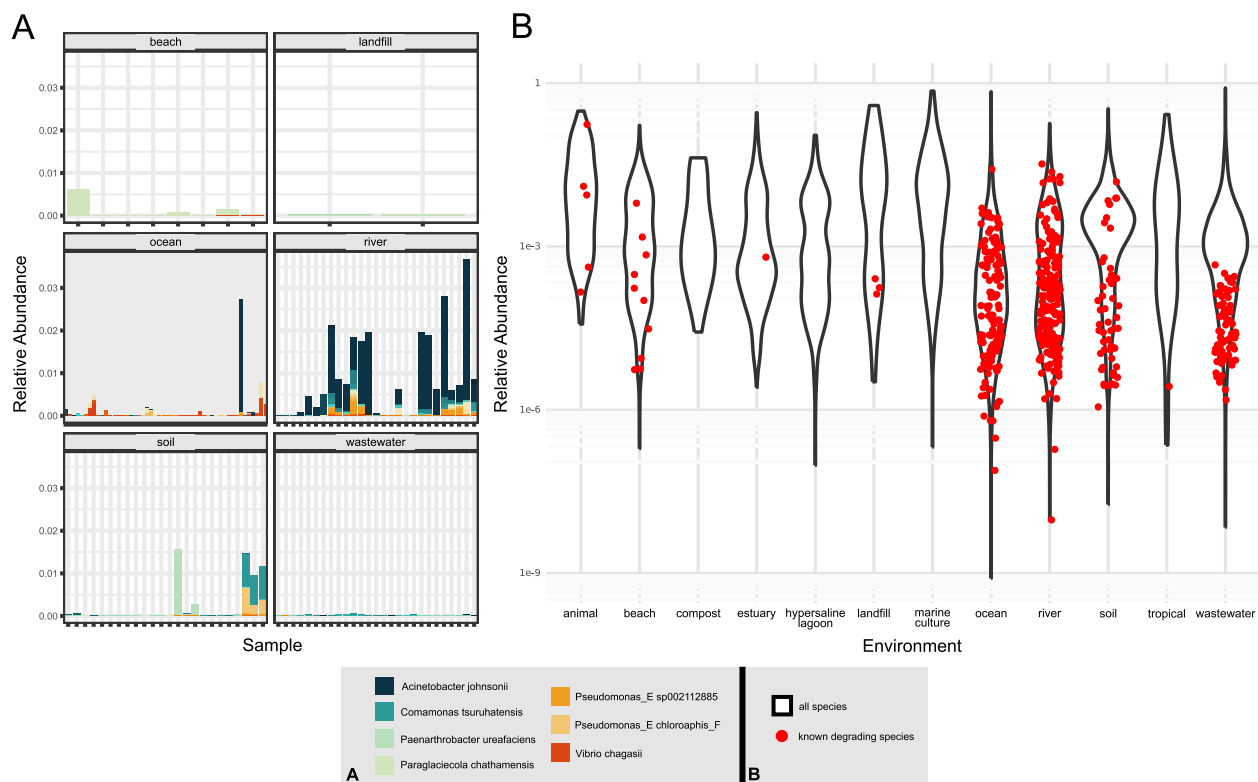 A
B
beach
landfill
0.03
0.02
0.01
0.00
ocean
river
0.03
0.02
0.01
0.00
soil
wastewater
0.03
0.02
0.01
0.00
Relative Abundance
Sample
1
1e-3
1e-6
1e-9
Relative Abundance
animal
beach
compost
estuary
hypersaline
lagoon
landfill
marine
culture
ocean
river
soil
tropical
wastewater
Environment
Acinetobacter johnsonii
Comamonas tsuruhatensis
Paenarthrobacter ureafaciens
Paraglaciecola chathamensis
Pseudomonas_E sp002112885
Pseudomonas_E chloroaphis_F
Vibrio chagasii
A
all species
known degrading species
B